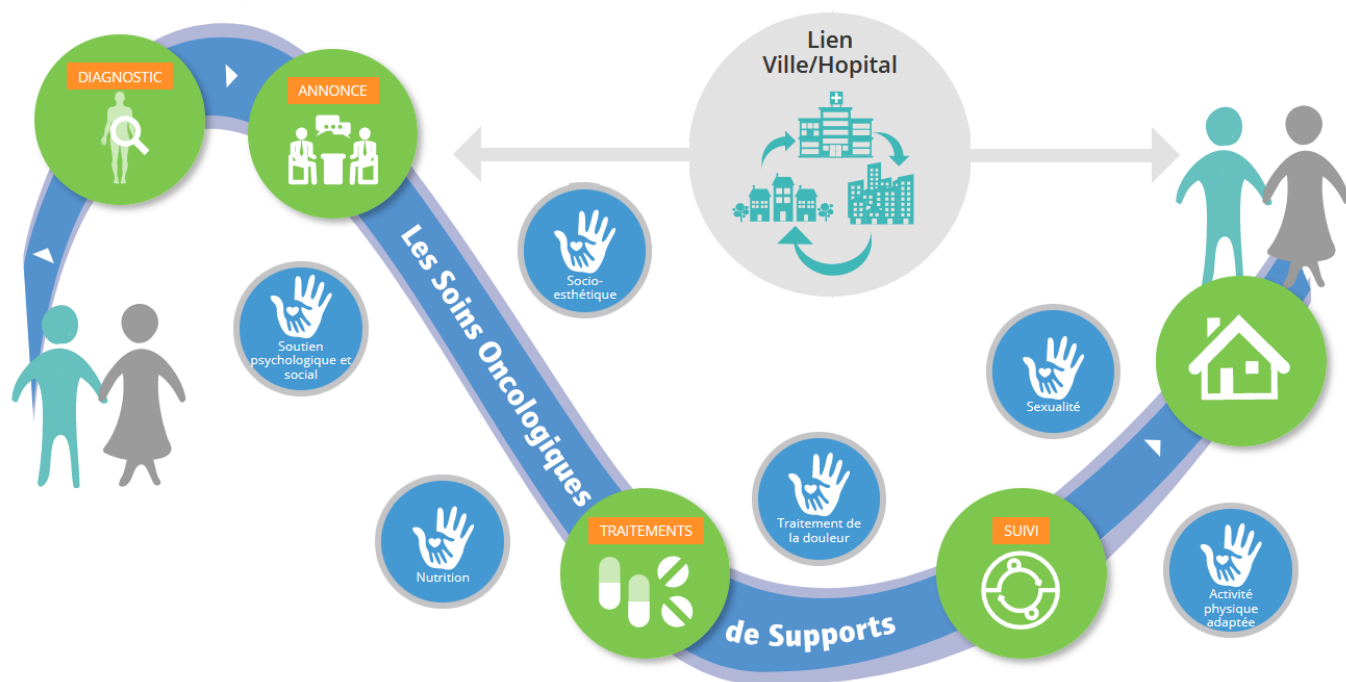 DIAGNOSTIC
ANNONCE
Lien
Ville/Hopital
Socio-
esthétique
Soutien
psychologique et
social
Les Soins Oncologiques
de Supports
Sexualité
Nutrition
TRAITEMENTS
Traitement de
la douleur
SUIVI
Activité
physique
adaptée